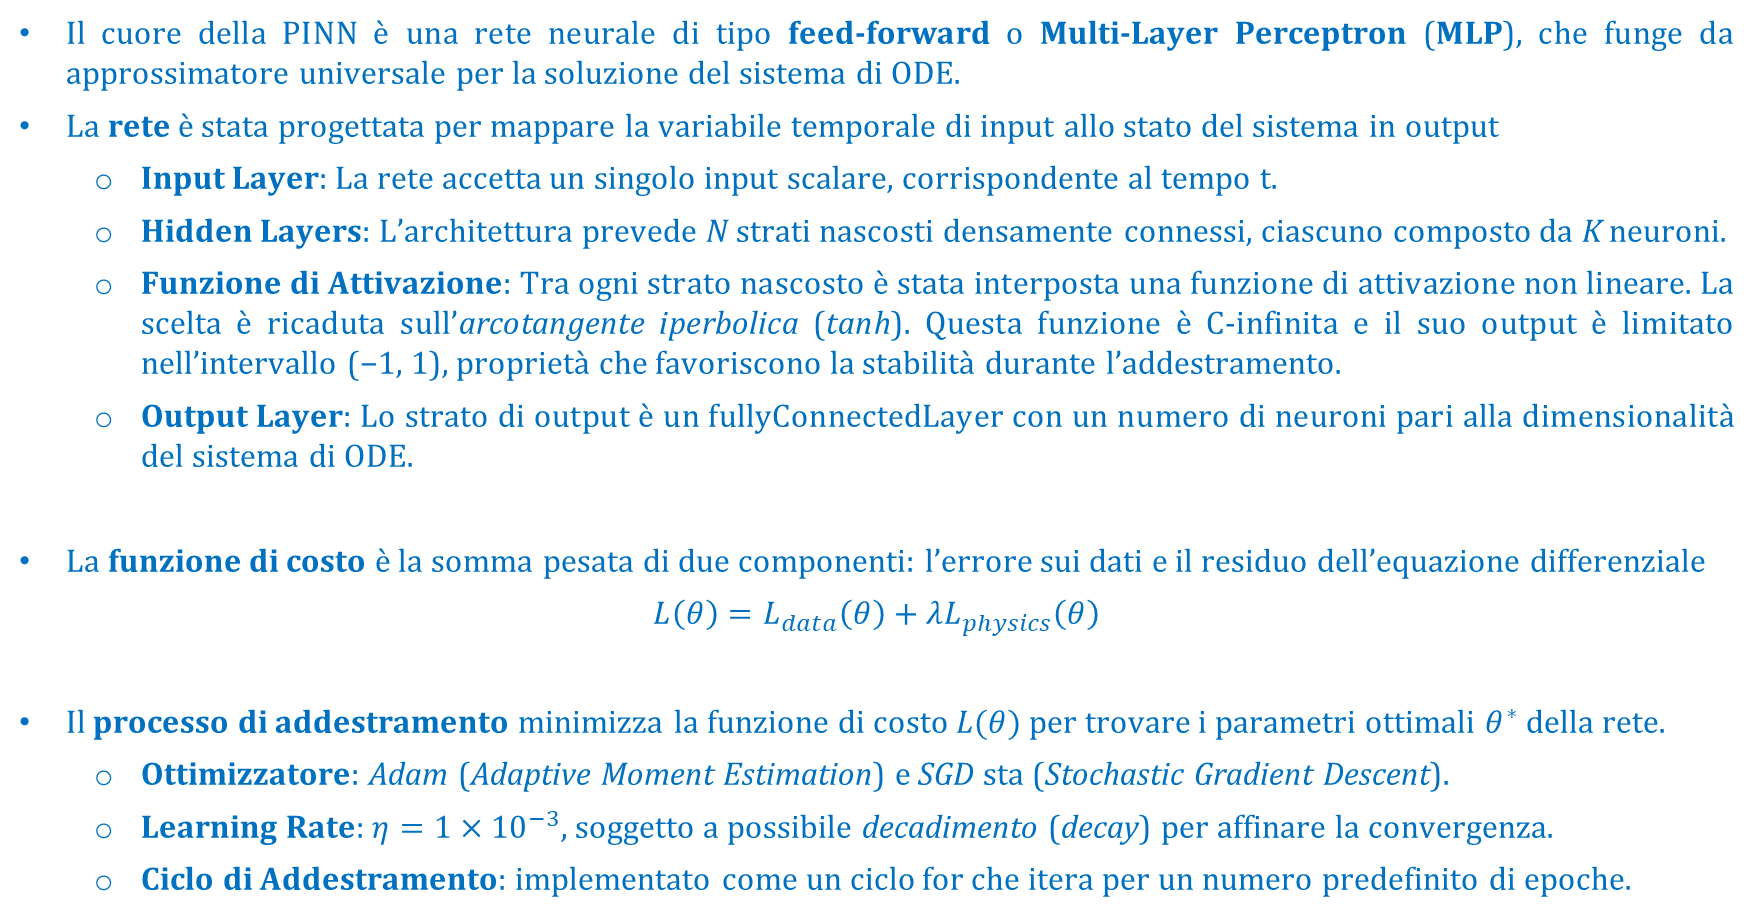 • Il cuore della PINN è una rete neurale di tipo feed-forward o Multi-Layer Perceptron (MLP), che funge da
approssimatore universale per la soluzione del sistema di ODE.
• La rete è stata progettata per mappare la variabile temporale di input allo stato del sistema in output
o Input Layer: La rete accetta un singolo input scalare, corrispondente al tempo t.
o Hidden Layers: L’architettura prevede N strati nascosti densamente connessi, ciascuno composto da K neuroni.
o Funzione di Attivazione: Tra ogni strato nascosto è stata interposta una funzione di attivazione non lineare. La
scelta è ricaduta sull’arcotangente iperbolica (tanh). Questa funzione è C-infinita e il suo output è limitato
nell’intervallo (−1, 1), proprietà che favoriscono la stabilità durante l’addestramento.
o Output Layer: Lo strato di output è un fullyConnectedLayer con un numero di neuroni pari alla dimensionalità
del sistema di ODE.
• La funzione di costo è la somma pesata di due componenti: l’errore sui dati e il residuo dell’equazione differenziale
L(θ) = L_data(θ) + λL_physics(θ)
• Il processo di addestramento minimizza la funzione di costo L(θ) per trovare i parametri ottimali θ* della rete.
o Ottimizzatore: Adam (Adaptive Moment Estimation) e SGD sta (Stochastic Gradient Descent).
o Learning Rate: η = 1 × 10⁻³, soggetto a possibile decadimento (decay) per affinare la convergenza.
o Ciclo di Addestramento: implementato come un ciclo for che itera per un numero predefinito di epoche.